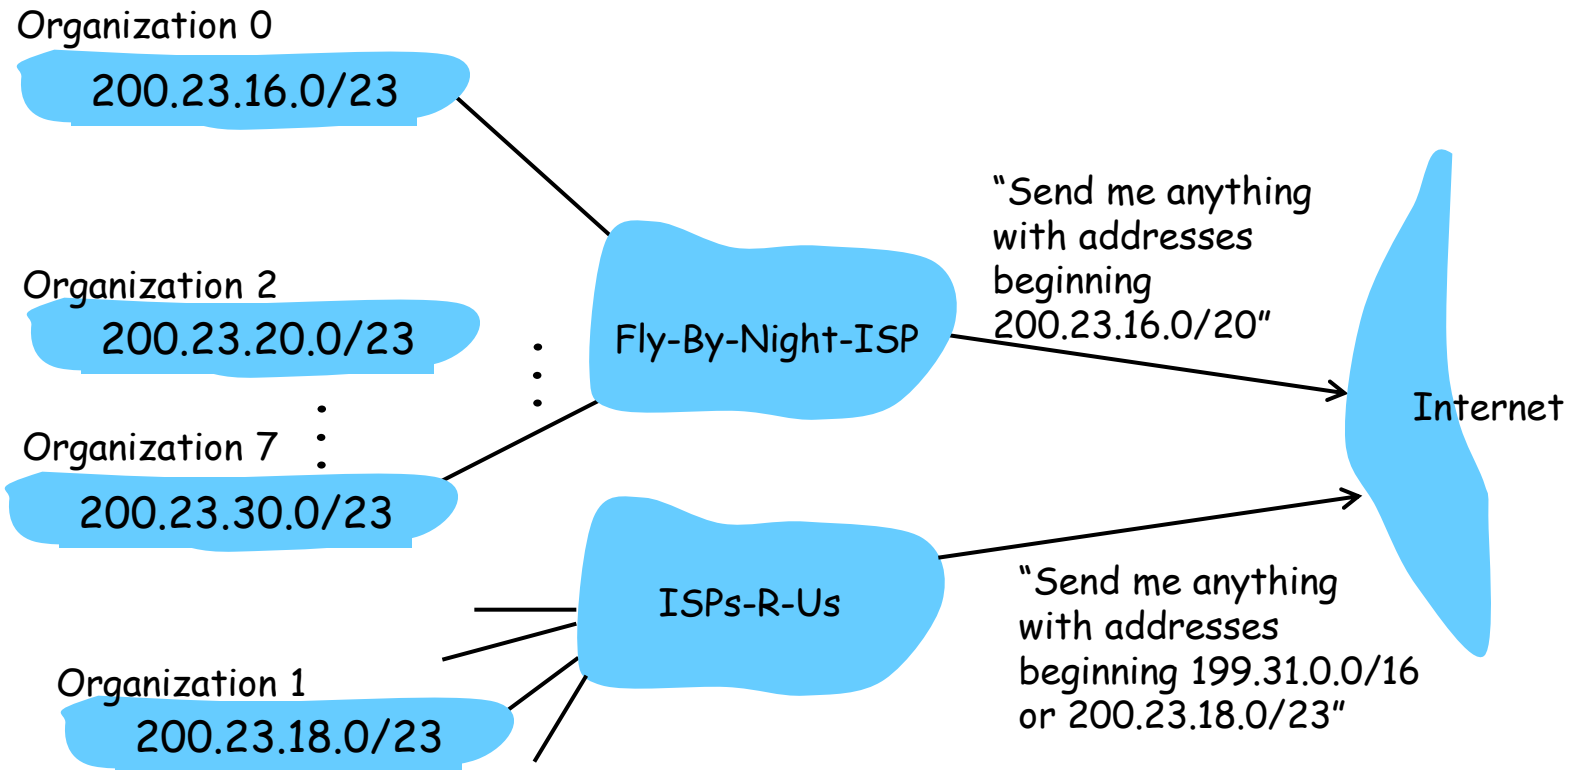 Organization 0
200.23.16.0/23
Organization 2
200.23.20.0/23
Organization 7
200.23.30.0/23
Fly-By-Night-ISP
“Send me anything
with addresses
beginning
200.23.16.0/20”
Internet
ISPs-R-Us
“Send me anything
with addresses
beginning 199.31.0.0/16
or 200.23.18.0/23”
Organization 1
200.23.18.0/23